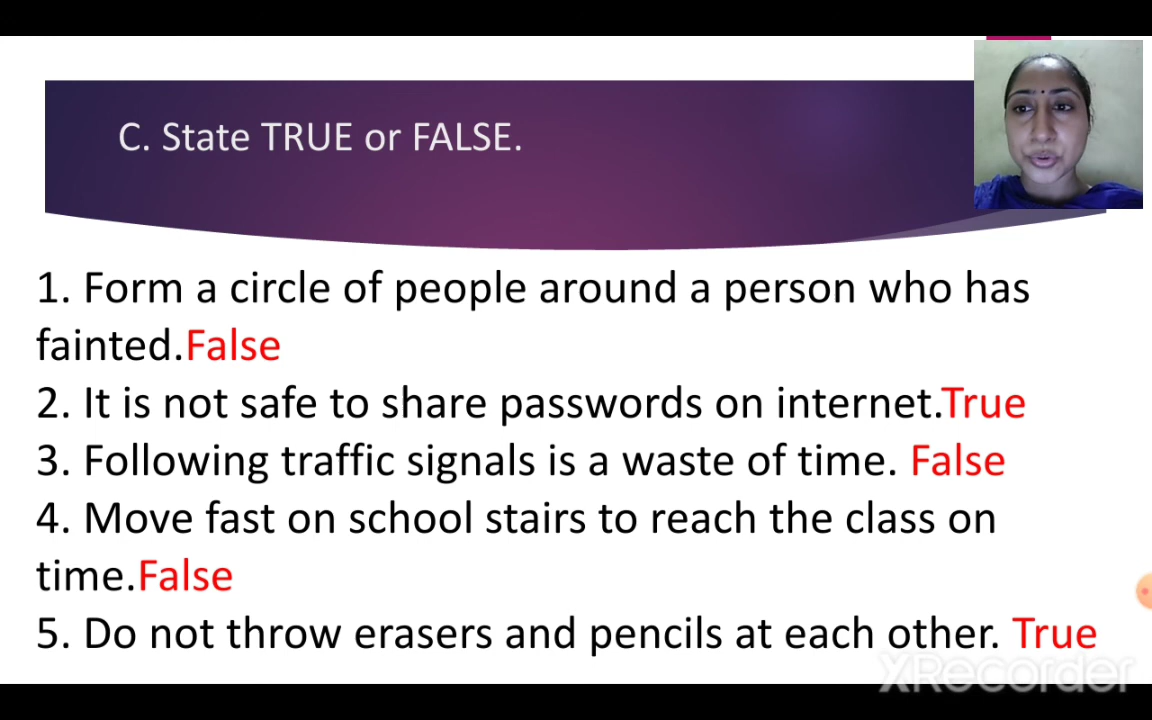 C. State TRUE or FALSE.
1. Form a circle of people around a person who has
fainted.False
2. It is not safe to share passwords on internet.True
3. Following traffic signals is a waste of time. False
4. Move fast on school stairs to reach the class on
time.False
5. Do not throw erasers and pencils at each other. True
XRecorder